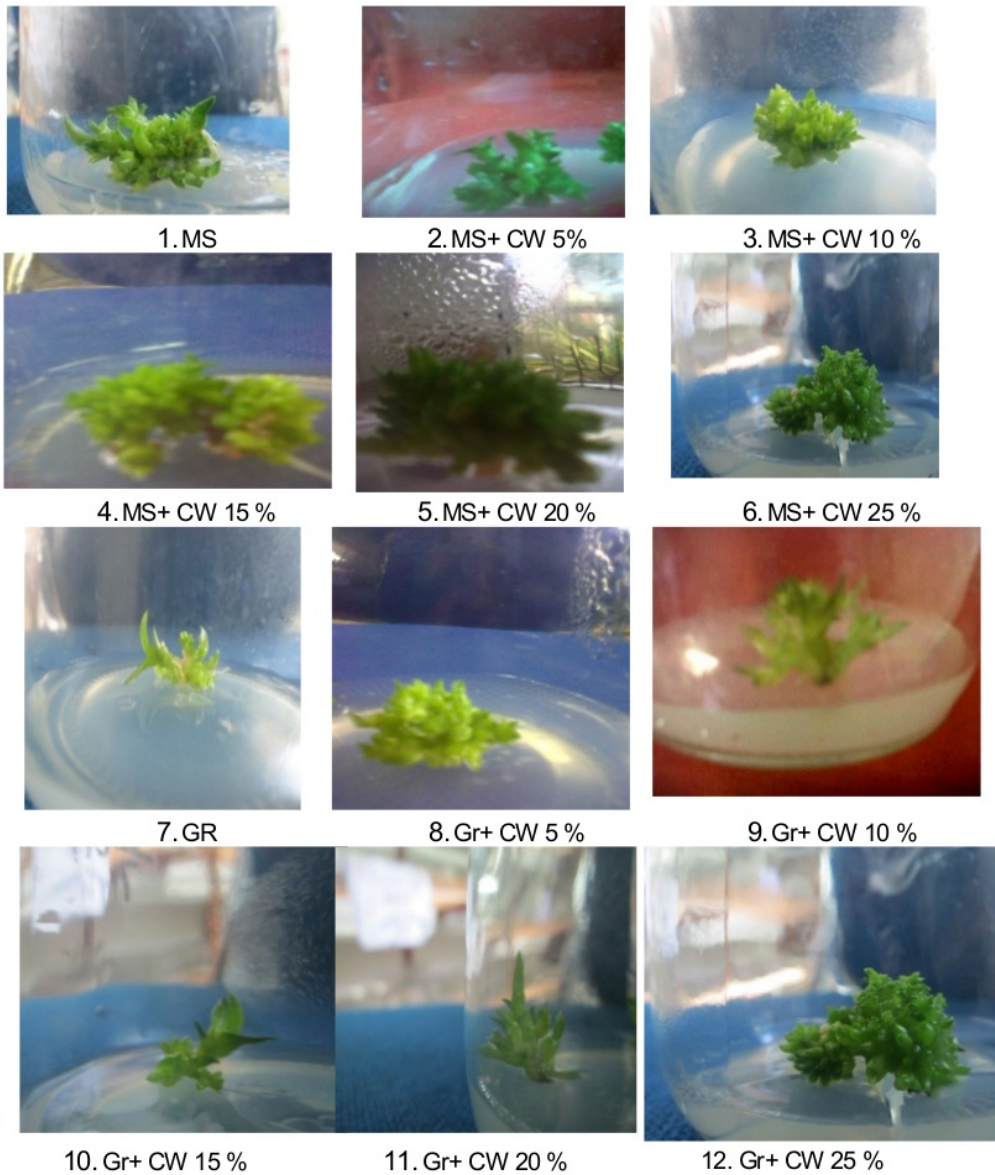 1. MS
2. MS+ CW 5%
3. MS+ CW 10 %
4. MS+ CW 15 %
5. MS+ CW 20 %
6. MS+ CW 25 %
7. GR
8. Gr+ CW 5 %
9. Gr+ CW 10 %
10. Gr+ CW 15 %
11. Gr+ CW 20 %
12. Gr+ CW 25 %